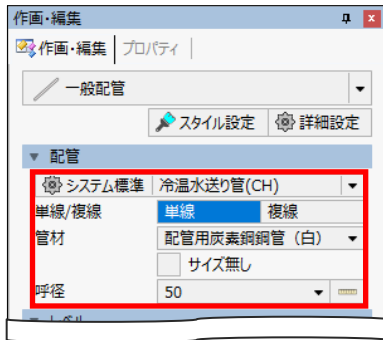 作画・編集
作画・編集 プロパティ
一般配管
スタイル設定 詳細設定
配管
システム標準 冷温水送り管(CH)
単線/複線 単線 複線
管材 配管用炭素鋼鋼管（白）
サイズ無し
呼径 50
ラベル